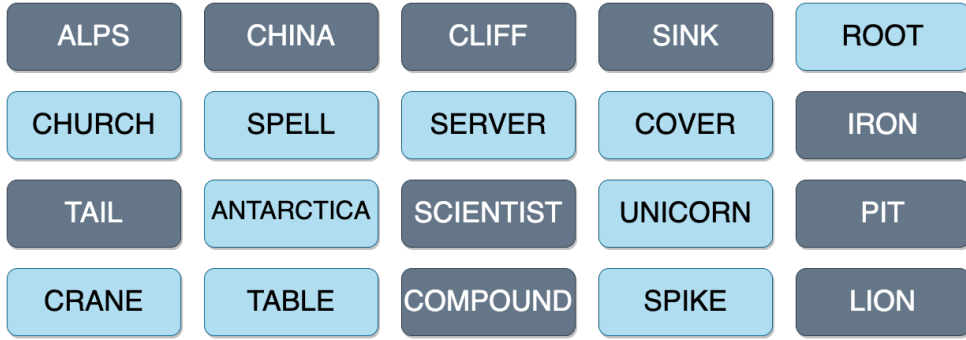 ALPS CHINA CLIFF SINK ROOT
CHURCH SPELL SERVER COVER IRON
TAIL ANTARCTICA SCIENTIST UNICORN PIT
CRANE TABLE COMPOUND SPIKE LION